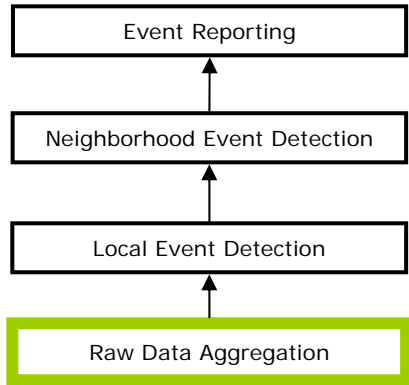 Event Reporting
Neighborhood Event Detection
Local Event Detection
Raw Data Aggregation